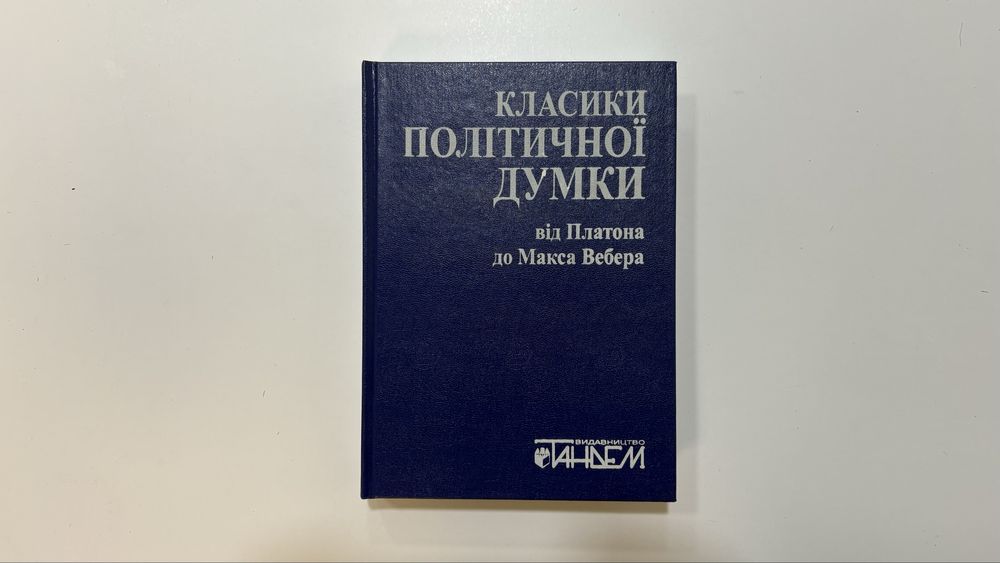 КЛАСИКИ
ПОЛІТИЧНОЇ
ДУМКИ
від Платона
до Макса Вебера
ВИДАВНИЦТВО
ТАНДЕМ